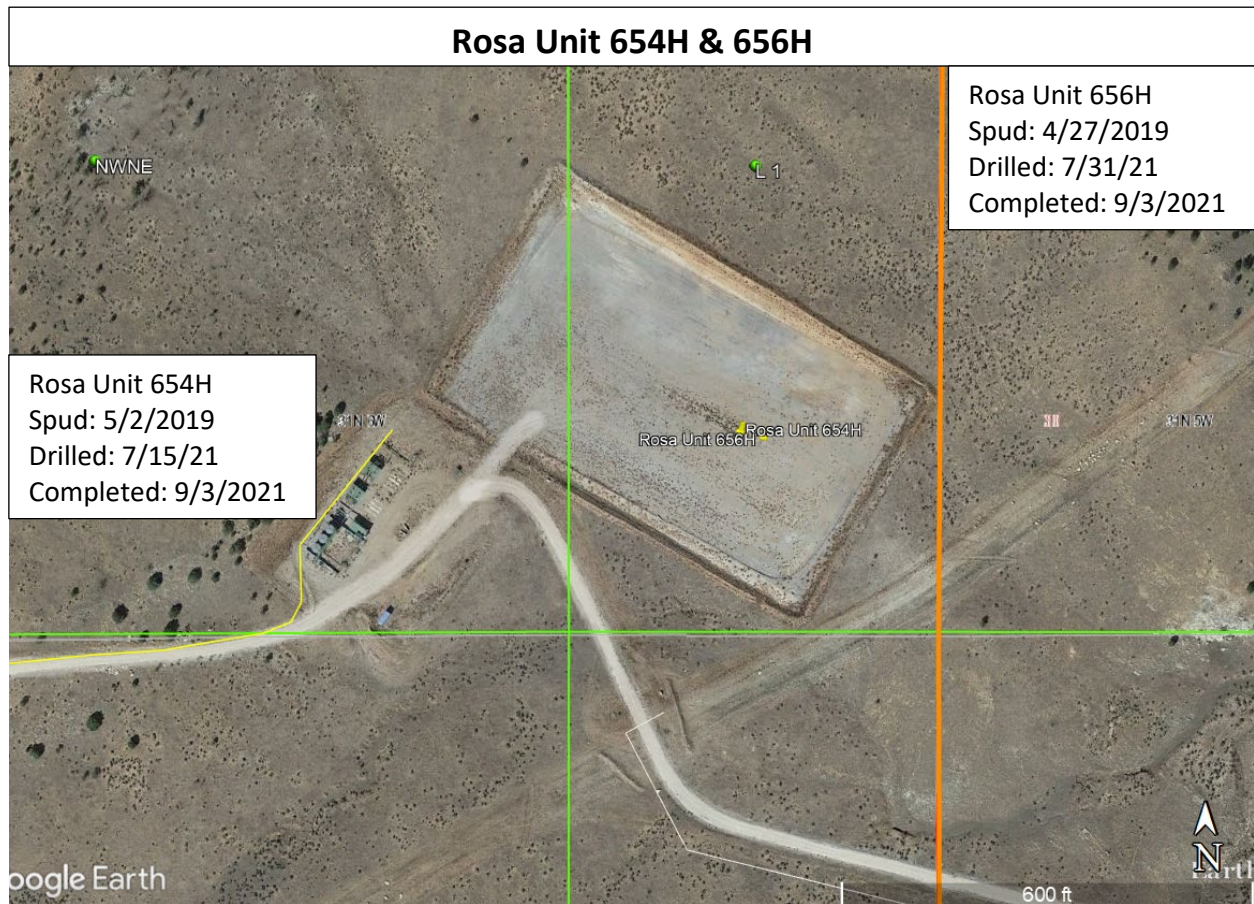 Rosa Unit 654H & 656H
Rosa Unit 656H
Spud: 4/27/2019
Drilled: 7/31/21
Completed: 9/3/2021
NWNE
L 1
Rosa Unit 654H
Spud: 5/2/2019
Drilled: 7/15/21
Completed: 9/3/2021
Rosa Unit 656H
Rosa Unit 654H
31N 5W
N
oogle Earth
Earth
600 ft